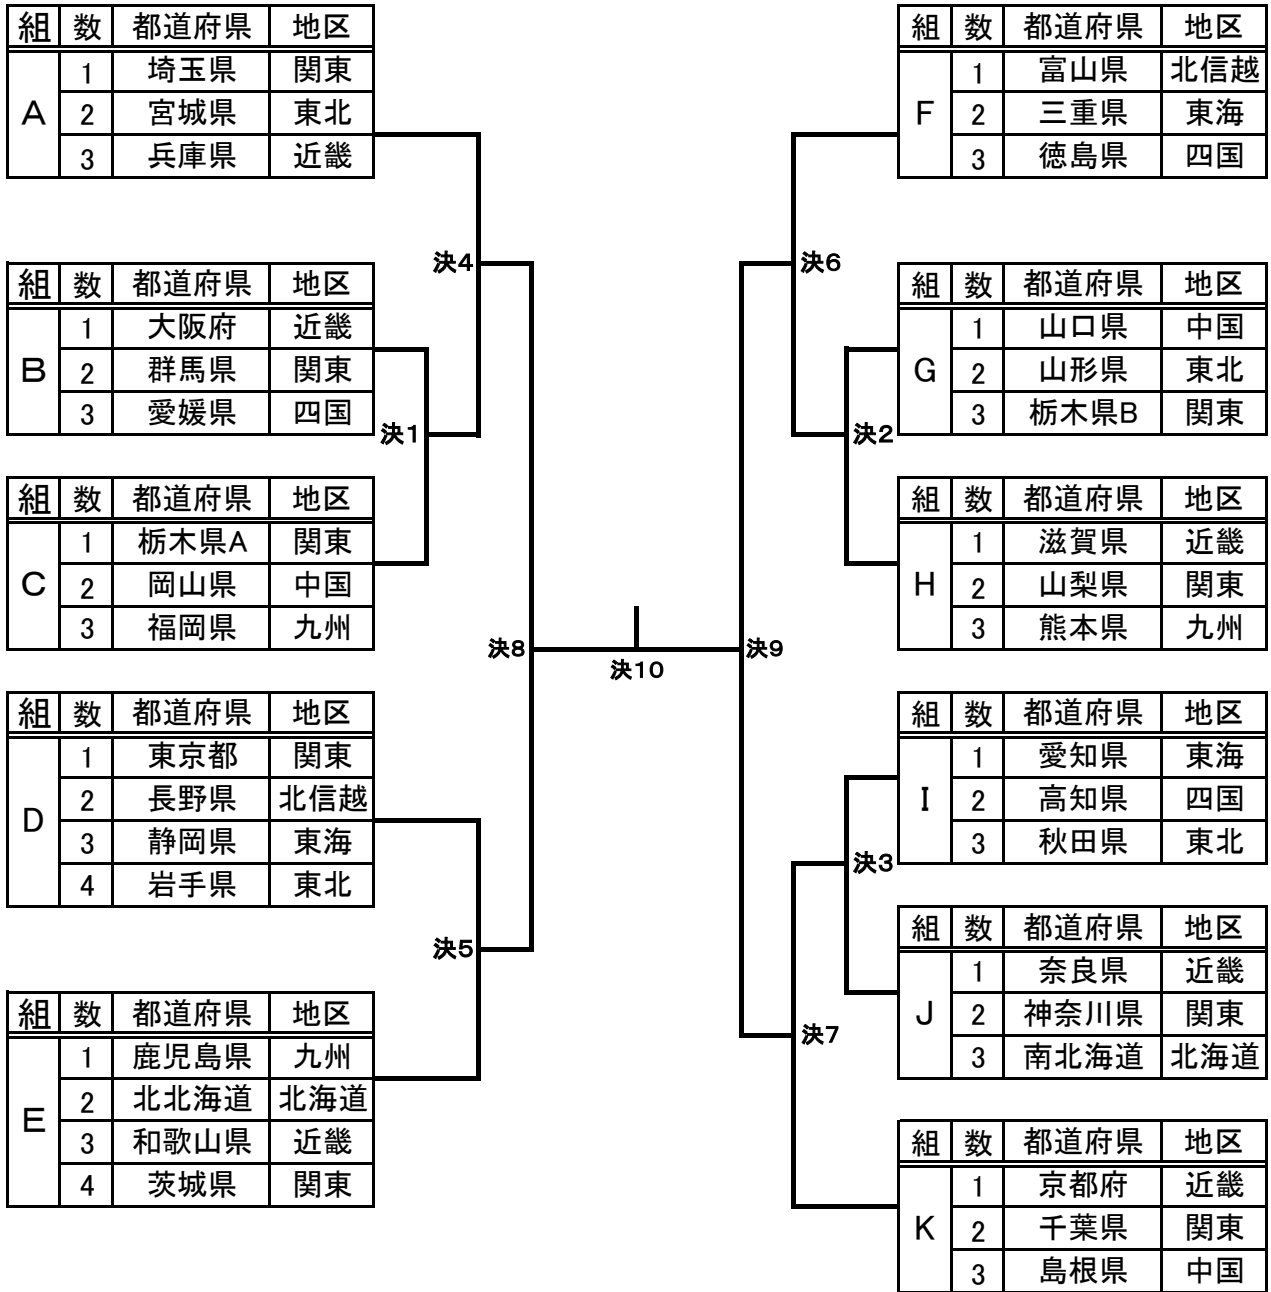 組 数 都道府県 地区
A 1 埼玉県 関東
2 宮城県 東北
3 兵庫県 近畿
決4
組 数 都道府県 地区
B 1 大阪府 近畿
2 群馬県 関東
3 愛媛県 四国
決1
組 数 都道府県 地区
C 1 栃木県A 関東
2 岡山県 中国
3 福岡県 九州
決8
組 数 都道府県 地区
D 1 東京都 関東
2 長野県 北信越
3 静岡県 東海
4 岩手県 東北
決5
組 数 都道府県 地区
E 1 鹿児島県 九州
2 北北海道 北海道
3 和歌山県 近畿
4 茨城県 関東
決10
組 数 都道府県 地区
F 1 富山県 北信越
2 三重県 東海
3 徳島県 四国
決6
組 数 都道府県 地区
G 1 山口県 中国
2 山形県 東北
3 栃木県B 関東
決2
組 数 都道府県 地区
H 1 滋賀県 近畿
2 山梨県 関東
3 熊本県 九州
決9
組 数 都道府県 地区
I 1 愛知県 東海
2 高知県 四国
3 秋田県 東北
決3
組 数 都道府県 地区
J 1 奈良県 近畿
2 神奈川県 関東
3 南北海道 北海道
決7
組 数 都道府県 地区
K 1 京都府 近畿
2 千葉県 関東
3 島根県 中国